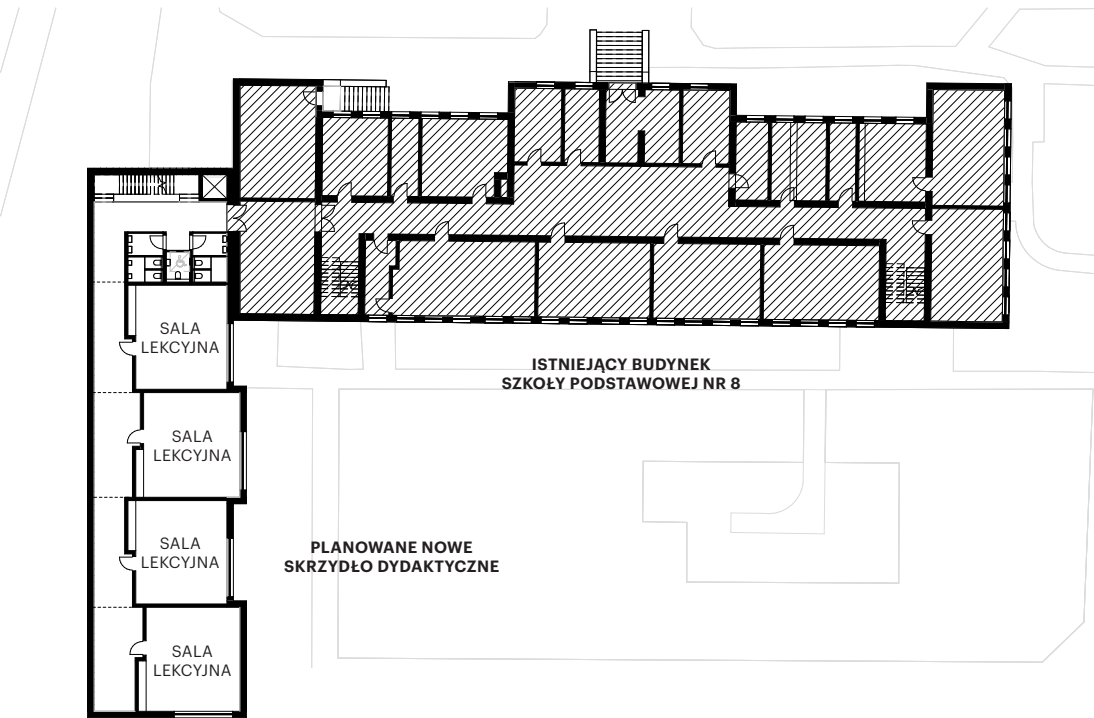 SALA
LEKCYJNA
ISTNIEJĄCY BUDYNEK
SZKOŁY PODSTAWOWEJ NR 8
SALA
LEKCYJNA
PLANOWANE NOWE
SKRZYDŁO DYDAKTYCZNE
SALA
LEKCYJNA
SALA
LEKCYJNA